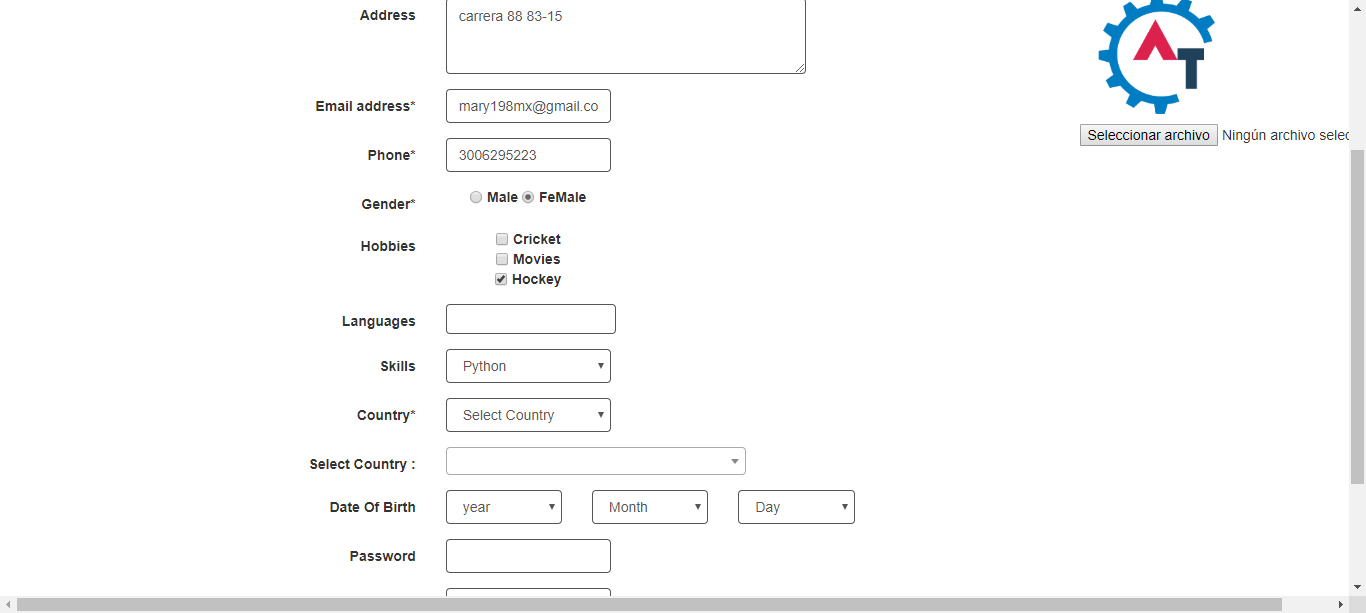 Address carrera 88 83-15
Seleccionar archivo Ningún archivo selec
Email address* mary198mx@gmail.co
Phone* 3006295223
Gender* Male FeMale
Hobbies Cricket
Movies
Hockey
Languages
Skills Python
Country* Select Country
Select Country :
Date Of Birth year Month Day
Password